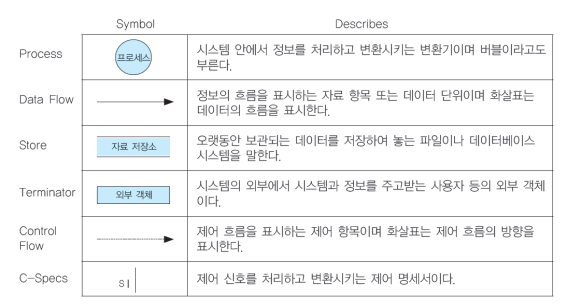 Symbol Describes
Process 프로세스 시스템 안에서 정보를 처리하고 변환시키는 변환기이며 버블이라고도
부른다.
Data Flow 정보의 흐름을 표시하는 자료 항목 또는 데이터 단위이며 화살표는
데이터의 흐름을 표시한다.
Store 자료 저장소 오랫동안 보관되는 데이터를 저장하여 놓는 파일이나 데이터베이스
시스템을 말한다.
Terminator 외부 객체 시스템의 외부에서 시스템과 정보를 주고받는 사용자 등의 외부 객체
이다.
Control
Flow 제어 흐름을 표시하는 제어 항목이며 화살표는 제어 흐름의 방향을
표시한다.
C-Specs s1 제어 신호를 처리하고 변환시키는 제어 명세서이다.